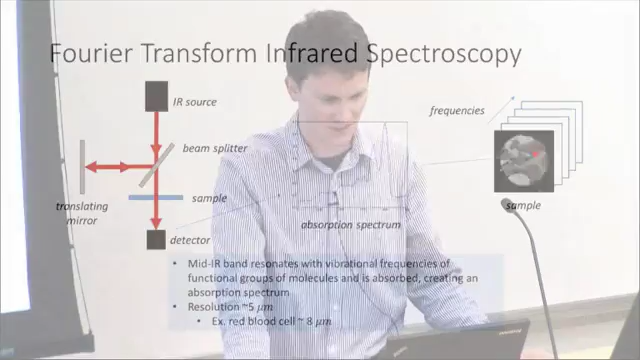 Fourier Transform Infrared Spectroscopy
IR source
frequencies
beam splitter
sample
translating
mirror
sample
absorption spectrum
detector
• Mid-IR band resonates with vibrational frequencies of
functional groups of molecules and is absorbed, creating an
absorption spectrum
• Resolution ~5 μm
• Ex. red blood cell ~ 8 μm